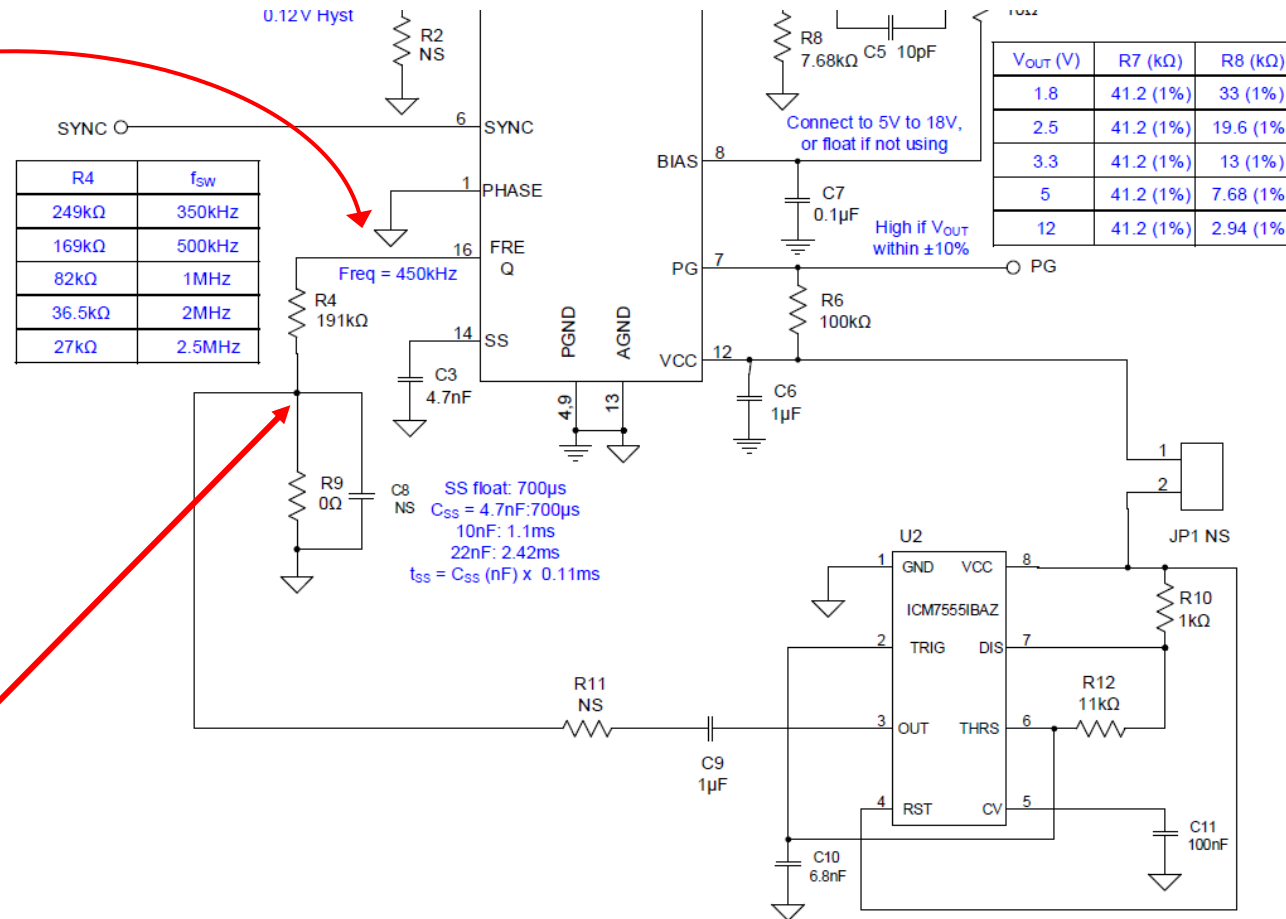 0.12V Hyst
R2
NS
R8
7.68kΩ
C5 10pF
SYNC
6
SYNC
1
PHASE
16
FRE
Q
Freq = 450kHz
R4
191kΩ
14
SS
C3
4.7nF
PGND
AGND
4,9
13
BIAS
8
Connect to 5V to 18V,
or float if not using
C7
0.1µF
High if VOUT
within ±10%
PG
7
PG
R6
100kΩ
VCC
12
C6
1µF
VOUT (V) R7 (kΩ) R8 (kΩ)
1.8 41.2 (1%) 33 (1%)
2.5 41.2 (1%) 19.6 (1%
3.3 41.2 (1%) 13 (1%)
5 41.2 (1%) 7.68 (1%
12 41.2 (1%) 2.94 (1%
R4 fSW
249kΩ 350kHz
169kΩ 500kHz
82kΩ 1MHz
36.5kΩ 2MHz
27kΩ 2.5MHz
R9
0Ω
C8
NS
SS float: 700µs
CSS = 4.7nF:700µs
10nF: 1.1ms
22nF: 2.42ms
tSS = CSS (nF) x 0.11ms
1
2
JP1 NS
U2
1
GND
VCC
8
ICM7555IBAZ
2
TRIG
DIS
7
3
OUT
THRS
6
4
RST
CV
5
R10
1kΩ
R12
11kΩ
R11
NS
C9
1µF
C10
6.8nF
C11
100nF